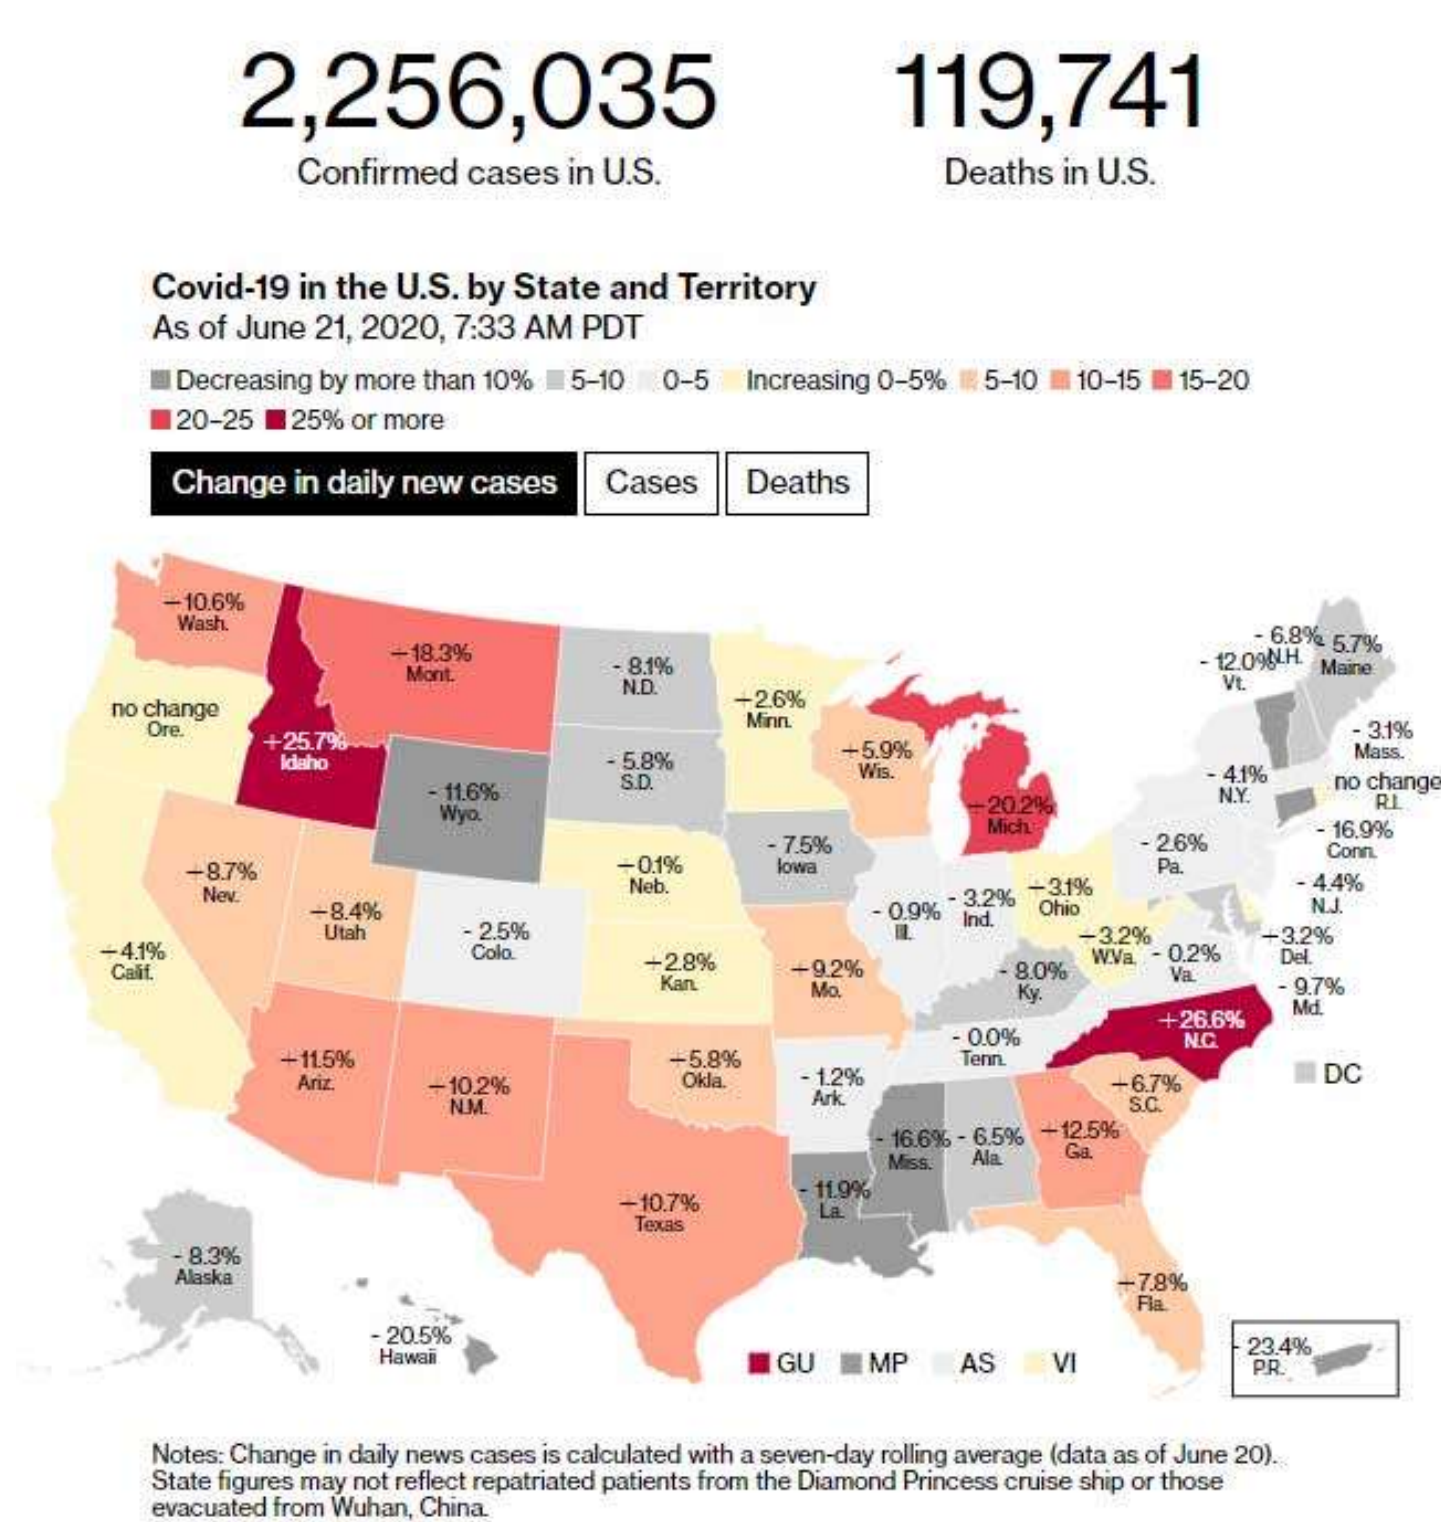 2,256,035
Confirmed cases in U.S.
119,741
Deaths in U.S.
Covid-19 in the U.S. by State and Territory
As of June 21, 2020, 7:33 AM PDT
Decreasing by more than 10% 5–10 0–5 Increasing 0–5% 5–10 10–15 15–20
20–25 25% or more
Change in daily new cases Cases Deaths
+10.6%
Wash.
+18.3%
Mont.
- 8.1%
N.D.
+2.6%
Minn.
- 6.8%
N.H.
- 5.7%
Maine
- 12.0%
Vt.
no change
Ore.
+25.7%
Idaho
- 11.6%
Wyo.
- 5.8%
S.D.
+5.9%
Wis.
+20.2%
Mich.
- 4.1%
N.Y.
- 3.1%
Mass.
no change
R.I.
- 16.9%
Conn.
+8.7%
Nev.
+8.4%
Utah
- 2.5%
Colo.
+0.1%
Neb.
- 7.5%
Iowa
- 0.9%
Ill.
- 3.2%
Ind.
+3.1%
Ohio
- 2.6%
Pa.
- 4.4%
N.J.
+4.1%
Calif.
+2.8%
Kan.
+9.2%
Mo.
- 8.0%
Ky.
+3.2%
W.Va.
- 0.2%
Va.
+3.2%
Del.
- 9.7%
Md.
+11.5%
Ariz.
+10.2%
N.M.
+5.8%
Okla.
- 1.2%
Ark.
- 0.0%
Tenn.
+26.6%
N.C.
+6.7%
S.C.
DC
+10.7%
Texas
- 11.9%
La.
- 16.6%
Miss.
- 6.5%
Ala.
+12.5%
Ga.
+7.8%
Fla.
- 8.3%
Alaska
- 20.5%
Hawaii
GU MP AS VI
- 23.4%
P.R.
Notes: Change in daily news cases is calculated with a seven-day rolling average (data as of June 20).
State figures may not reflect repatriated patients from the Diamond Princess cruise ship or those
evacuated from Wuhan, China.